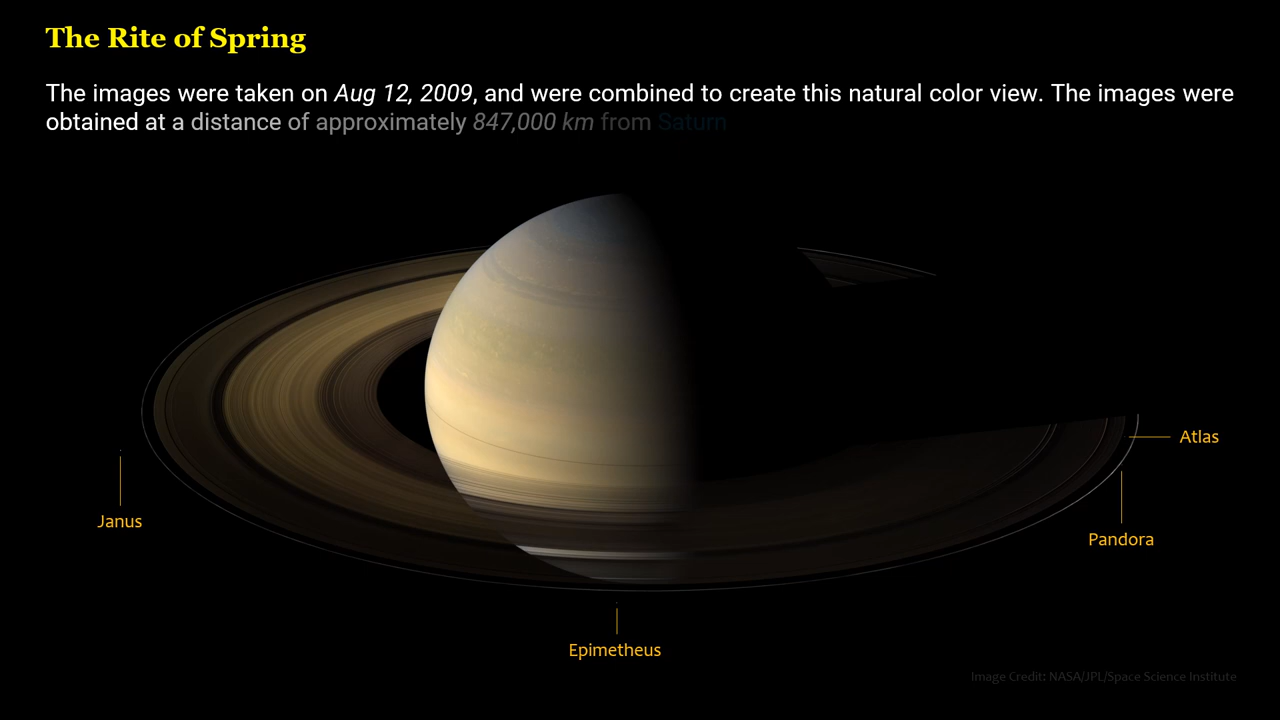 The Rite of Spring
The images were taken on Aug 12, 2009, and were combined to create this natural color view. The images were
obtained at a distance of approximately 847,000 km from Saturn
Atlas
Janus
Pandora
Epimetheus
Image Credit: NASA/JPL/Space Science Institute